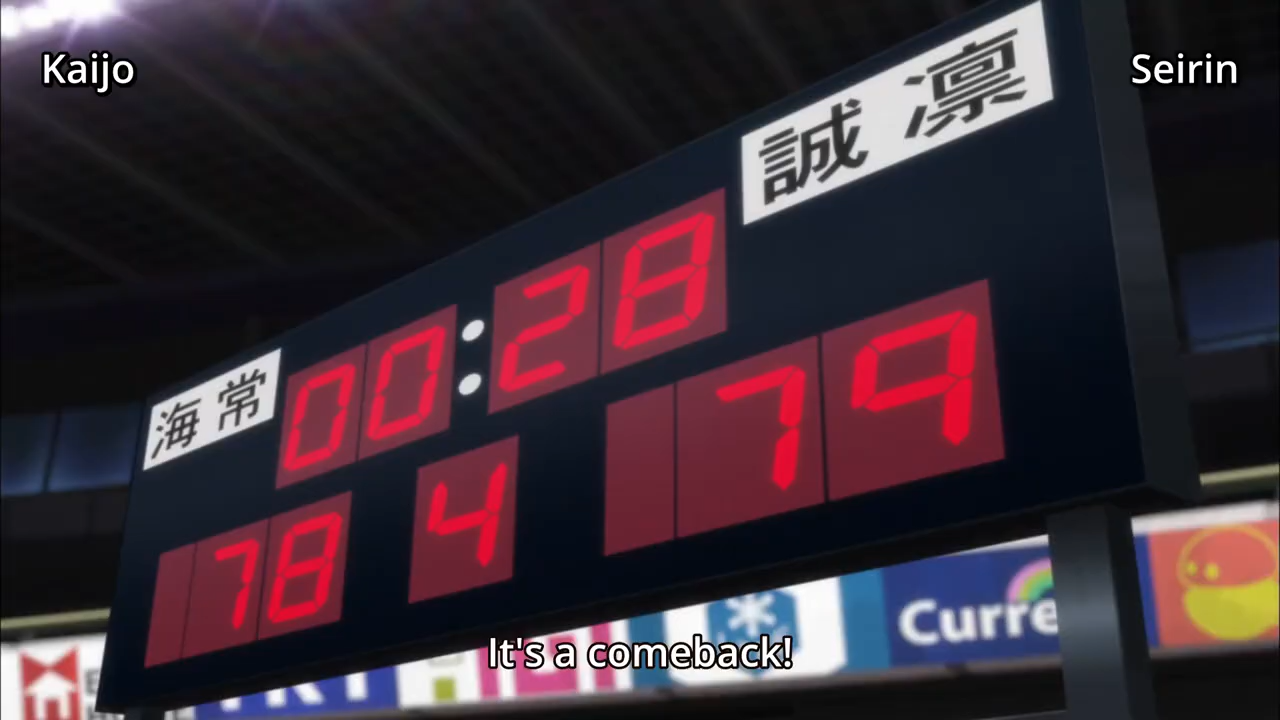 Kaijo
Seirin
誠凛
海常
00:28
78
4
79
Curre
It's a comeback!